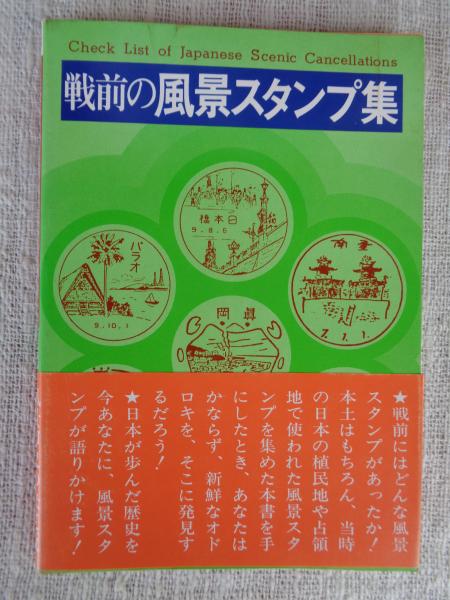 Check List of Japanese Scenic Cancellations
戦前の風景スタンプ集
橋本日
9.8.6
パラオ
9.10.1
南臺
7.1.1.
岡眞
★戦前にはどんな風景
スタンプがあったか！
本土はもちろん、当時
の日本の植民地や占領
地で使われた風景スタ
ンプを集めた本書を手
にしたとき、あなたは
かならず、新鮮なオド
ロキを、そこに発見す
るだろう！
★日本が歩んだ歴史を
今あなたに、風景スタ
ンプが語りかけます！